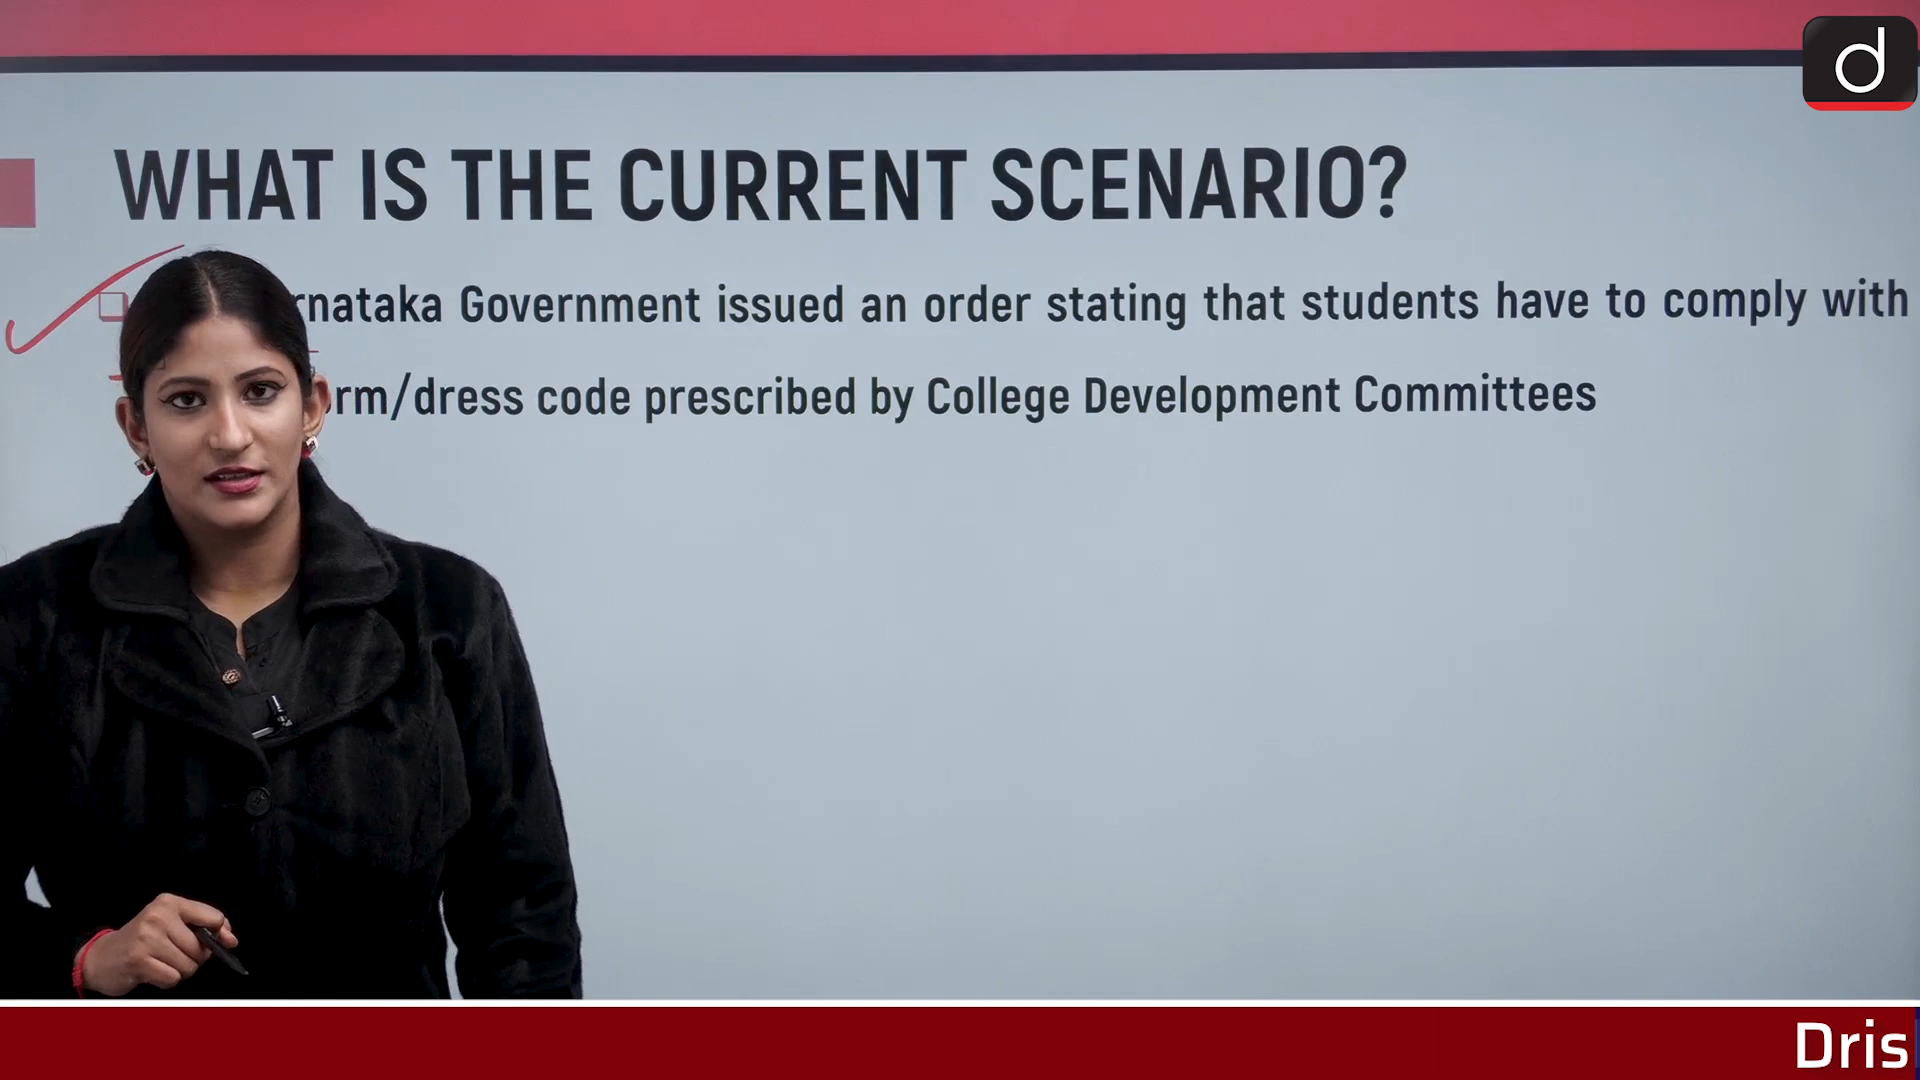 d
WHAT IS THE CURRENT SCENARIO?
rnataka Government issued an order stating that students have to comply with
rm/dress code prescribed by College Development Committees
Dris